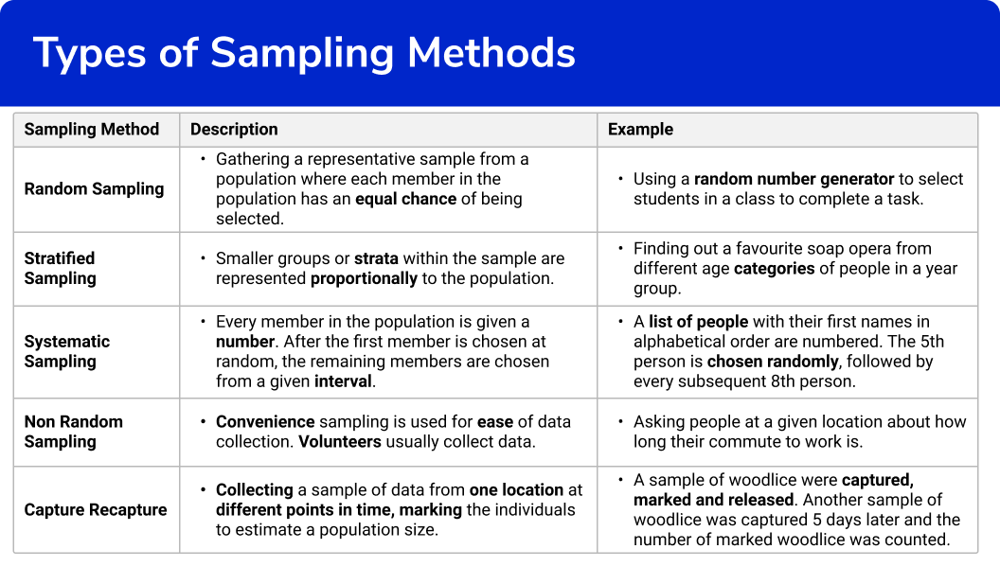 Types of Sampling Methods
Sampling Method
Description
Example
Random Sampling
• Gathering a representative sample from a
population where each member in the
population has an equal chance of being
selected.
• Using a random number generator to select
students in a class to complete a task.
Stratified
Sampling
• Smaller groups or strata within the sample are
represented proportionally to the population.
• Finding out a favourite soap opera from
different age categories of people in a year
group.
Systematic
Sampling
• Every member in the population is given a
number. After the first member is chosen at
random, the remaining members are chosen
from a given interval.
• A list of people with their first names in
alphabetical order are numbered. The 5th
person is chosen randomly, followed by
every subsequent 8th person.
Non Random
Sampling
• Convenience sampling is used for ease of data
collection. Volunteers usually collect data.
• Asking people at a given location about how
long their commute to work is.
Capture Recapture
• Collecting a sample of data from one location at
different points in time, marking the individuals
to estimate a population size.
• A sample of woodlice were captured,
marked and released. Another sample of
woodlice was captured 5 days later and the
number of marked woodlice was counted.